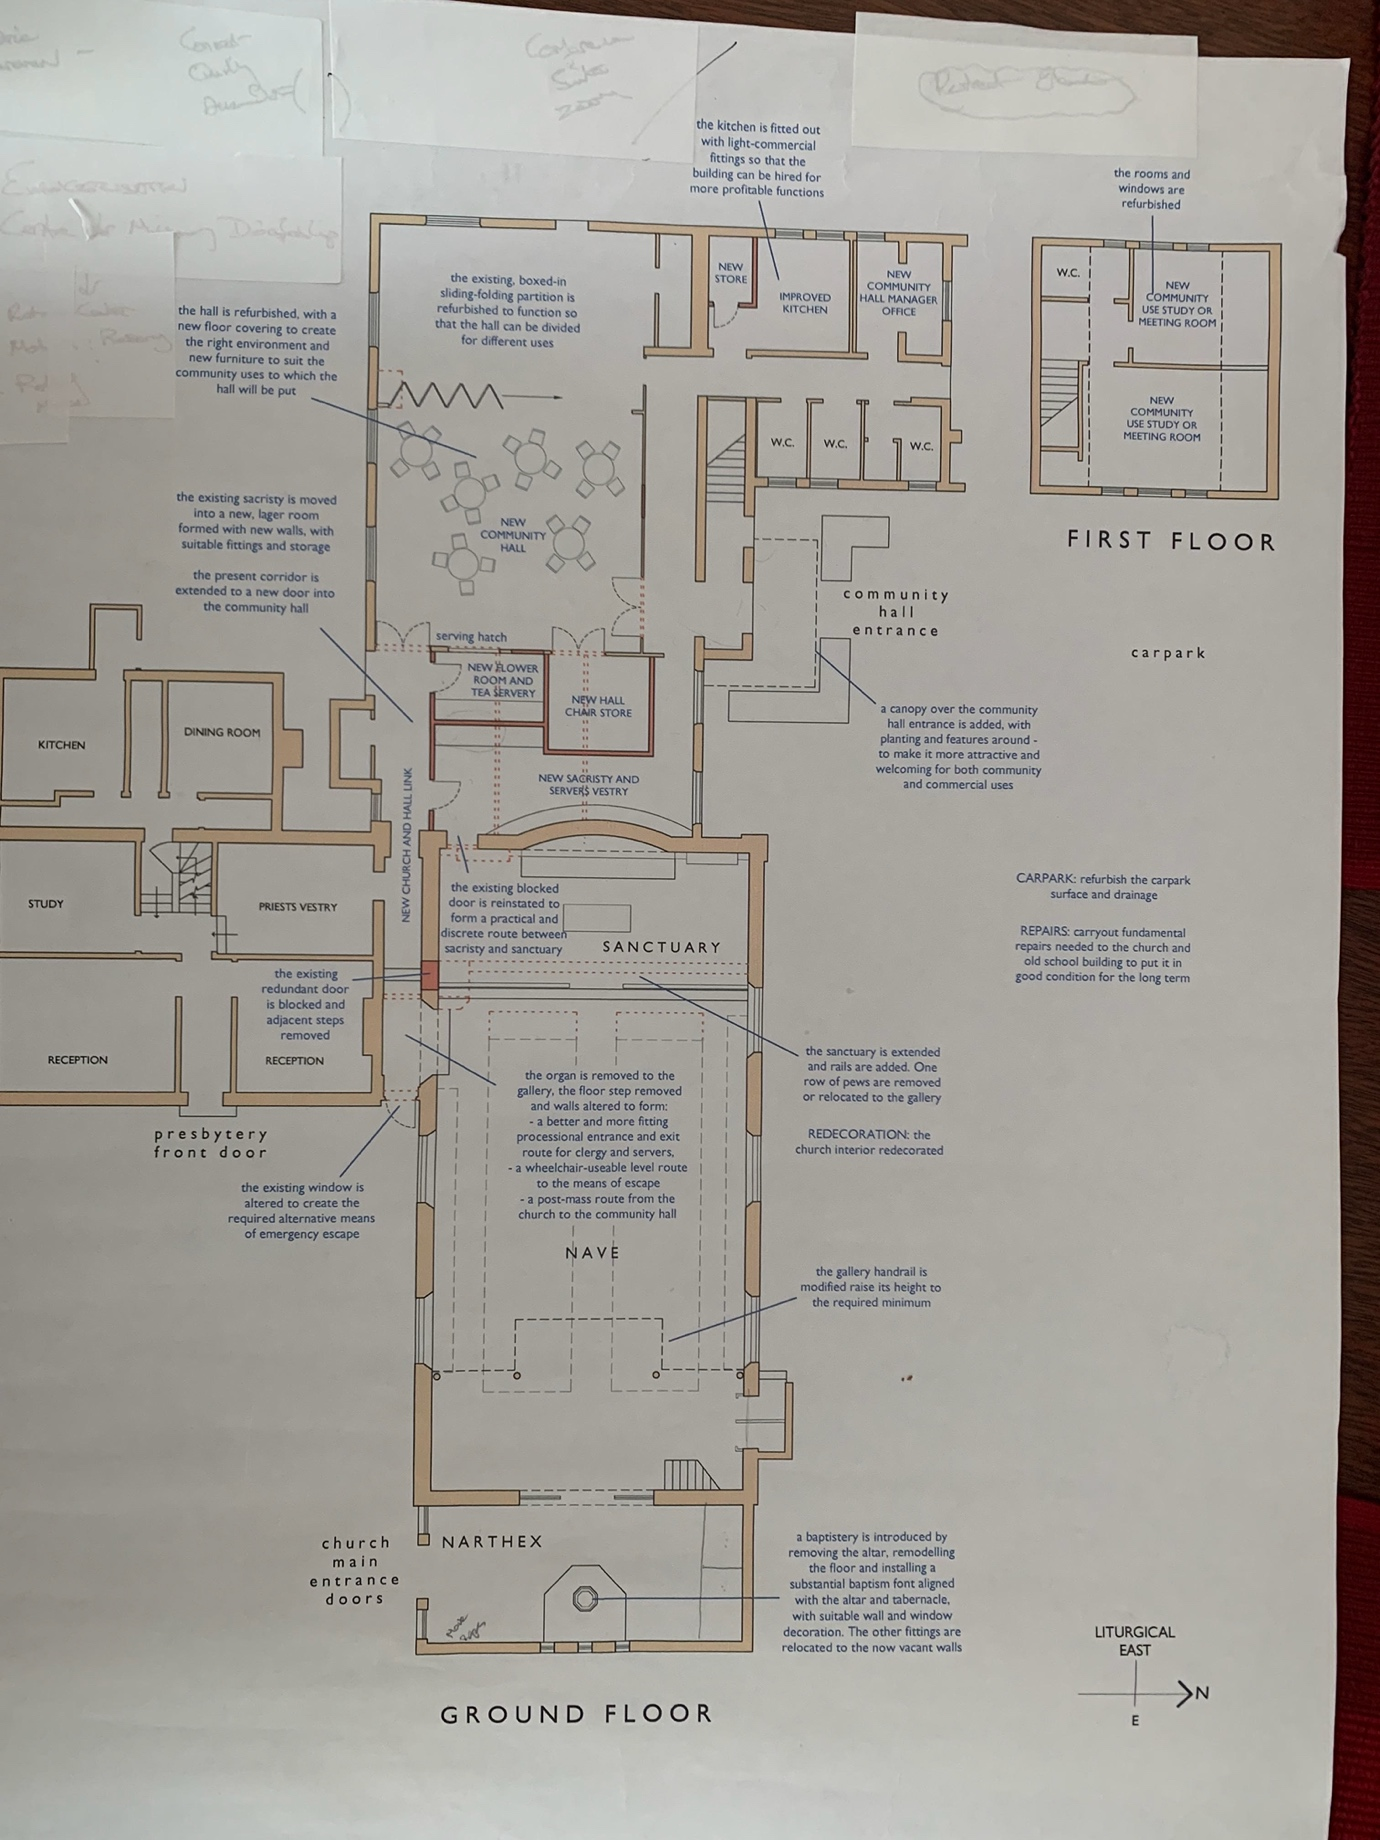 Conference
Suites
zoom
the kitchen is fitted out
with light-commercial
fittings so that the
building can be hired for
more profitable functions
the rooms and
windows are
refurbished
the existing, boxed-in
sliding-folding partition is
refurbished to function so
that the hall can be divided
for different uses
NEW
STORE
IMPROVED
KITCHEN
NEW
COMMUNITY
HALL MANAGER
OFFICE
W.C.
NEW
COMMUNITY
USE STUDY OR
MEETING ROOM
NEW
COMMUNITY
USE STUDY OR
MEETING ROOM
FIRST FLOOR
the hall is refurbished, with a
new floor covering to create
the right environment and
new furniture to suit the
community uses to which the
hall will be put
W.C.
W.C.
W.C.
NEW
COMMUNITY
HALL
the existing sacristy is moved
into a new, lager room
formed with new walls, with
suitable fittings and storage
the present corridor is
extended to a new door into
the community hall
community
hall
entrance
carpark
serving hatch
NEW FLOWER
ROOM AND
TEA SERVERY
NEW HALL
CHAIR STORE
a canopy over the community
hall entrance is added, with
planting and features around -
to make it more attractive and
welcoming for both community
and commercial uses
KITCHEN
DINING ROOM
NEW SACRISTY AND
SERVERS VESTRY
NEW CHURCH AND HALL LINK
CARPARK: refurbish the carpark
surface and drainage
REPAIRS: carryout fundamental
repairs needed to the church and
old school building to put it in
good condition for the long term
STUDY
PRIESTS VESTRY
the existing blocked
door is reinstated to
form a practical and
discrete route between
sacristy and sanctuary
SANCTUARY
the existing
redundant door
is blocked and
adjacent steps
removed
RECEPTION
RECEPTION
the sanctuary is extended
and rails are added. One
row of pews are removed
or relocated to the gallery
REDECORATION: the
church interior redecorated
the organ is removed to the
gallery, the floor step removed
and walls altered to form:
- a better and more fitting
processional entrance and exit
route for clergy and servers,
- a wheelchair-useable level route
to the means of escape
- a post-mass route from the
church to the community hall
presbytery
front door
the existing window is
altered to create the
required alternative means
of emergency escape
NAVE
the gallery handrail is
modified raise its height to
the required minimum
church
main
entrance
doors
NARTHEX
a baptistery is introduced by
removing the altar, remodelling
the floor and installing a
substantial baptism font aligned
with the altar and tabernacle,
with suitable wall and window
decoration. The other fittings are
relocated to the now vacant walls
LITURGICAL
EAST
N
E
GROUND FLOOR